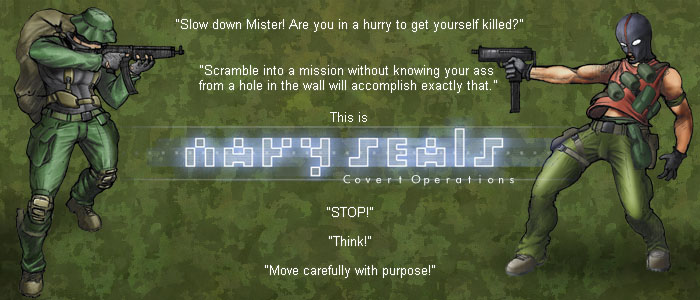 "Slow down Mister! Are you in a hurry to get yourself killed?"
"Scramble into a mission without knowing your ass
from a hole in the wall will accomplish exactly that."
This is
navy seals
Covert Operations
"STOP!"
"Think!"
"Move carefully with purpose!"